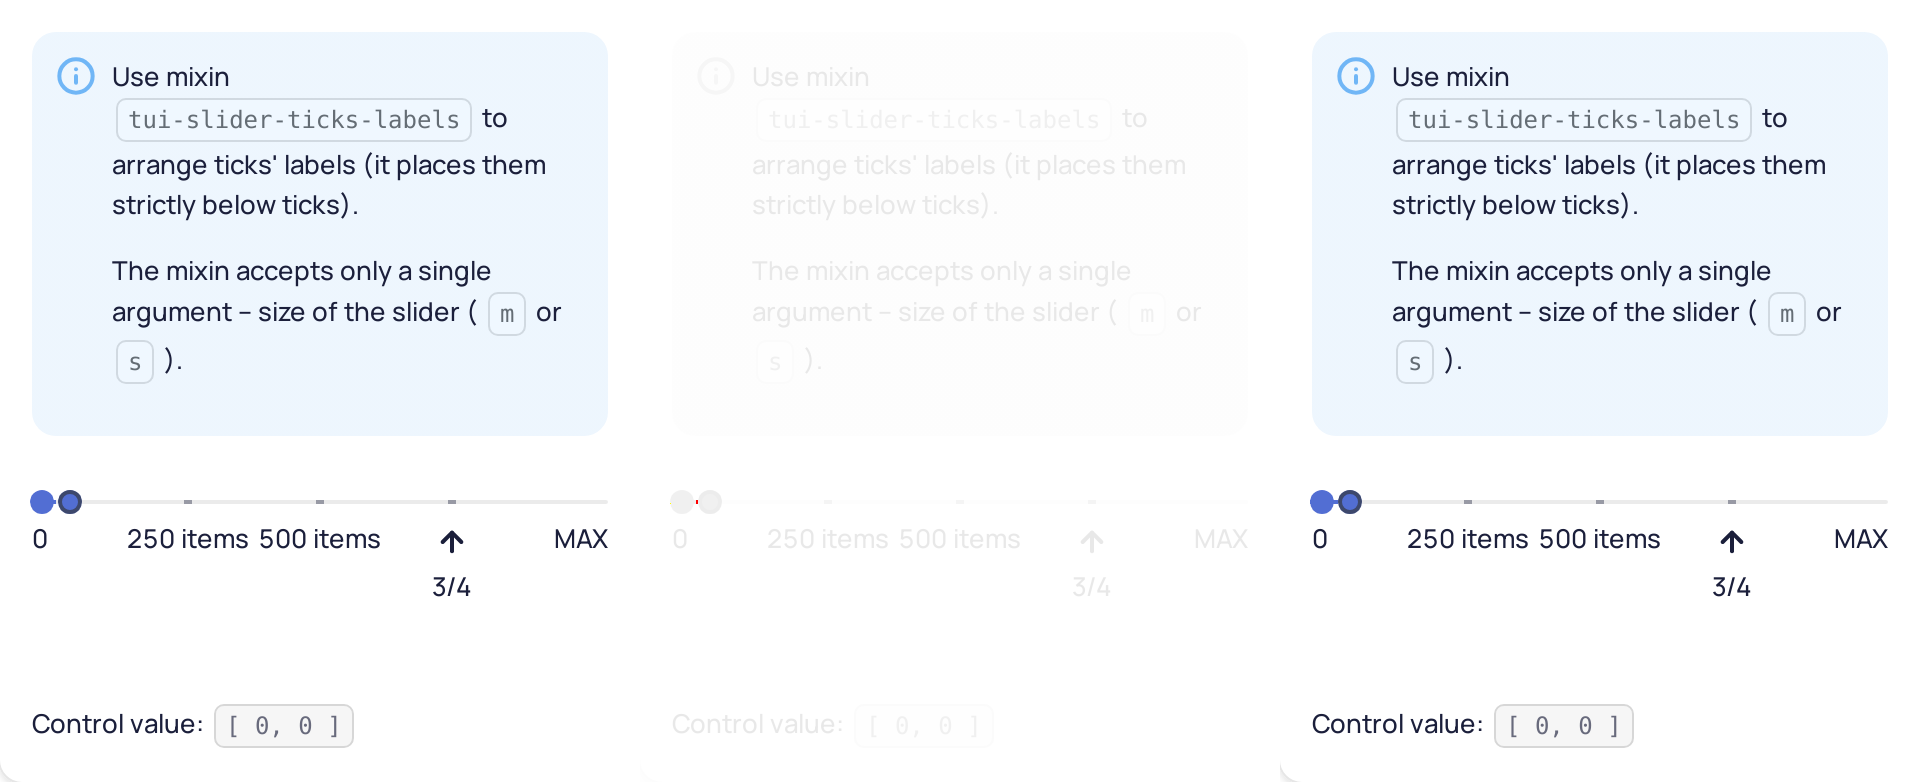 Use mixin
tui-slider-ticks-labels to
arrange ticks' labels (it places them
strictly below ticks).
The mixin accepts only a single
argument – size of the slider ( m or
s ).
0 250 items 500 items MAX
3/4
Control value: [ 0, 0 ]
Use mixin
tui-slider-ticks-labels to
arrange ticks' labels (it places them
strictly below ticks).
The mixin accepts only a single
argument – size of the slider ( m or
s ).
0 250 items 500 items MAX
3/4
Control value: [ 0, 0 ]
Use mixin
tui-slider-ticks-labels to
arrange ticks' labels (it places them
strictly below ticks).
The mixin accepts only a single
argument – size of the slider ( m or
s ).
0 250 items 500 items MAX
3/4
Control value: [ 0, 0 ]